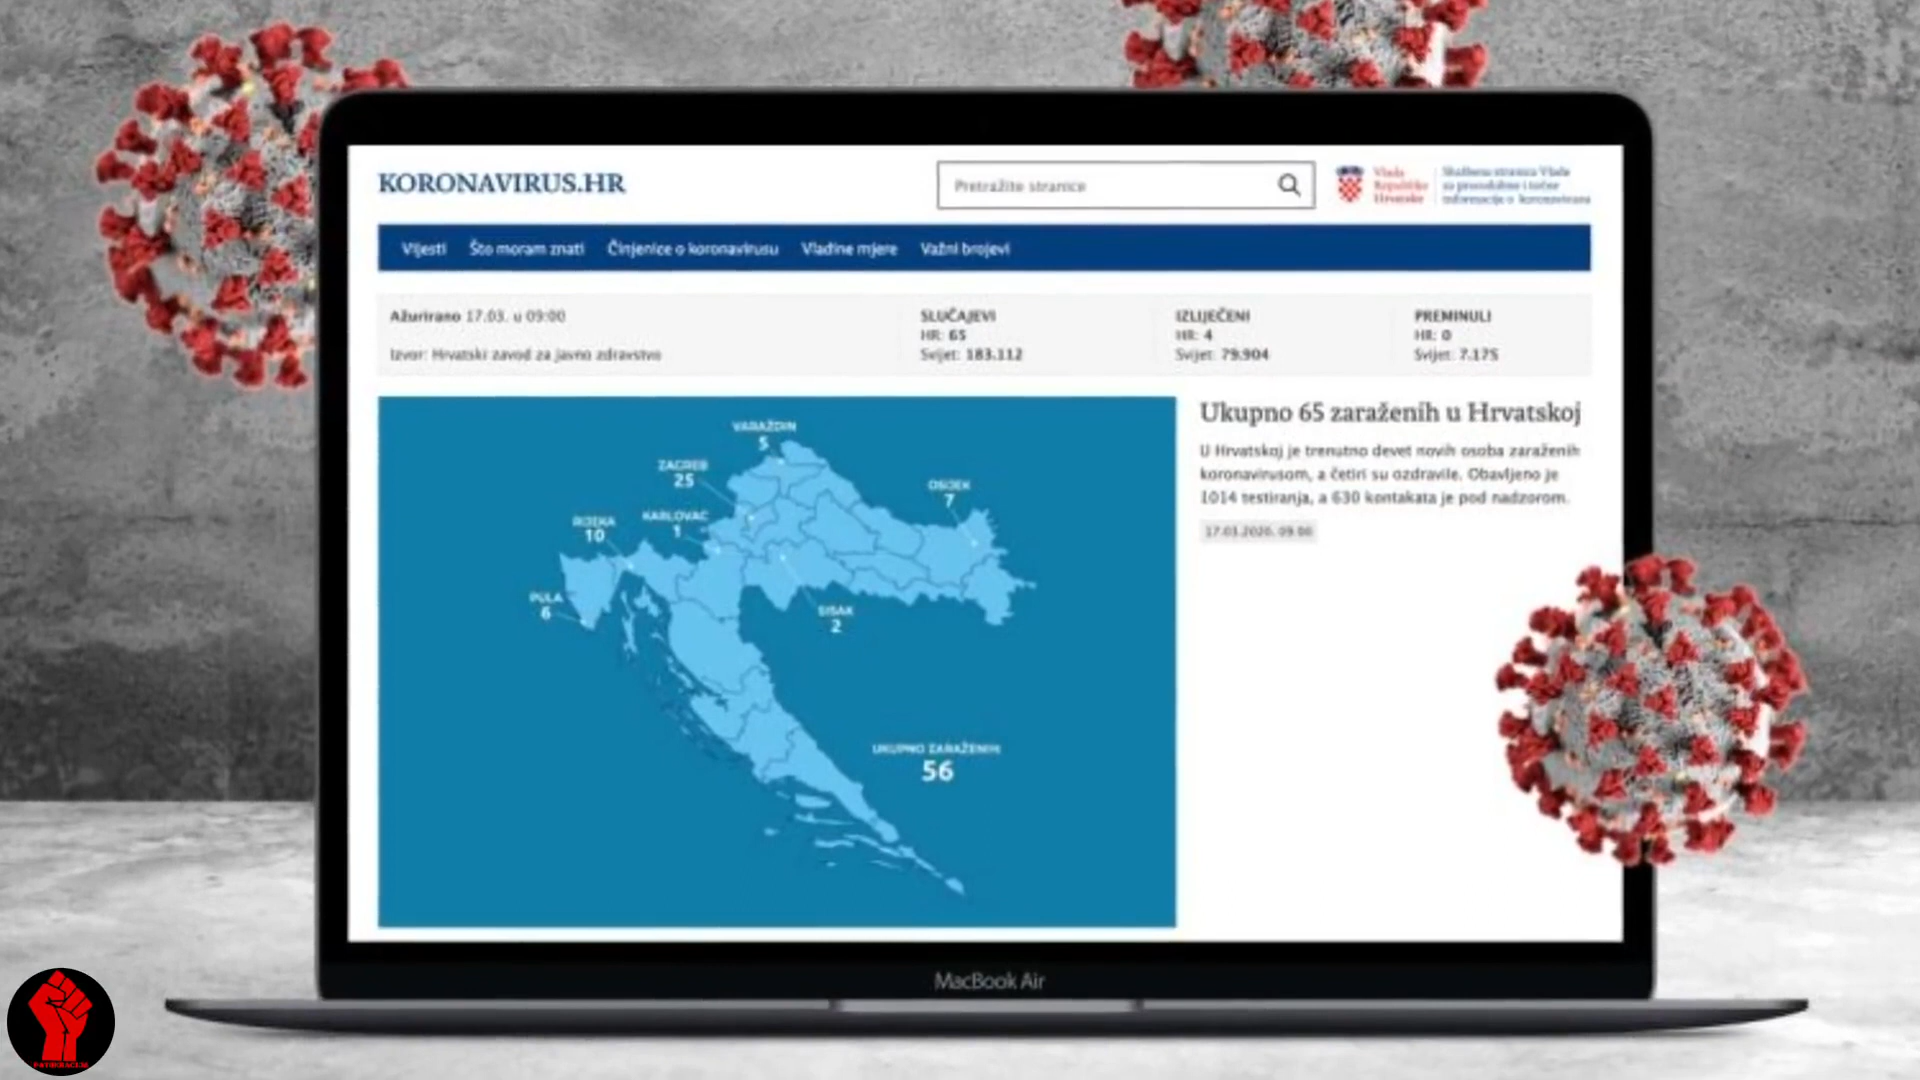 KORONAVIRUS.HR
Pretražite stranice
Vlada
Republike
Hrvatske
Službena stranica Vlade
za pravodobne i točne
informacije o koronavirusu
Vijesti Što moram znati Činjenice o koronavirusu Vladine mjere Važni brojevi
Ažurirano 17.03. u 09:00
Izvor: Hrvatski zavod za javno zdravstvo
SLUČAJEVI
HR: 65
Svijet: 183.112
IZLIJEČENI
HR: 4
Svijet: 79.904
PREMINULI
HR: 0
Svijet: 7.175
VARAŽDIN
5
ZAGREB
25
OSIJEK
7
RIJEKA
10
KARLOVAC
1
PULA
6
SISAK
2
UKUPNO ZARAŽENIH
56
Ukupno 65 zaraženih u Hrvatskoj
U Hrvatskoj je trenutno devet novih osoba zaraženih
koronavirusom, a četiri su ozdravile. Obavljeno je
1014 testiranja, a 630 kontakata je pod nadzorom.
17.03.2020. 09:00
MacBook Air